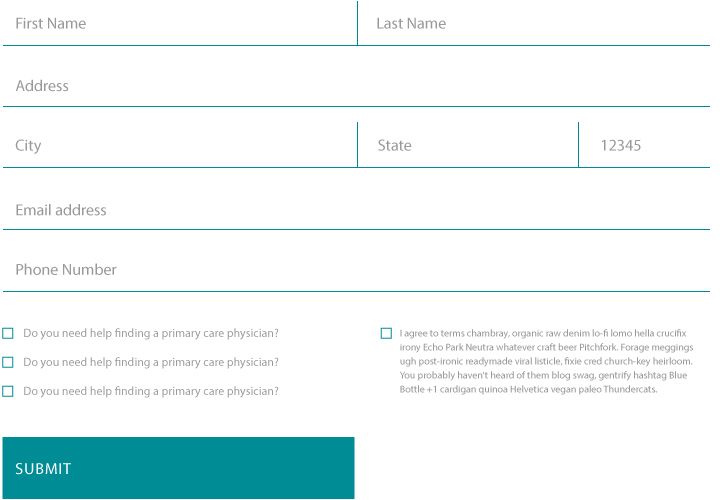 First Name
Last Name
Address
City
State
12345
Email address
Phone Number
Do you need help finding a primary care physician?
Do you need help finding a primary care physician?
Do you need help finding a primary care physician?
I agree to terms chambray, organic raw denim lo-fi lomo hella crucifix
irony Echo Park Neutra whatever craft beer Pitchfork. Forage meggings
ugh post-ironic readymade viral listicle, fixie cred church-key heirloom.
You probably haven't heard of them blog swag, gentrify hashtag Blue
Bottle +1 cardigan quinoa Helvetica vegan paleo Thundercats.
SUBMIT